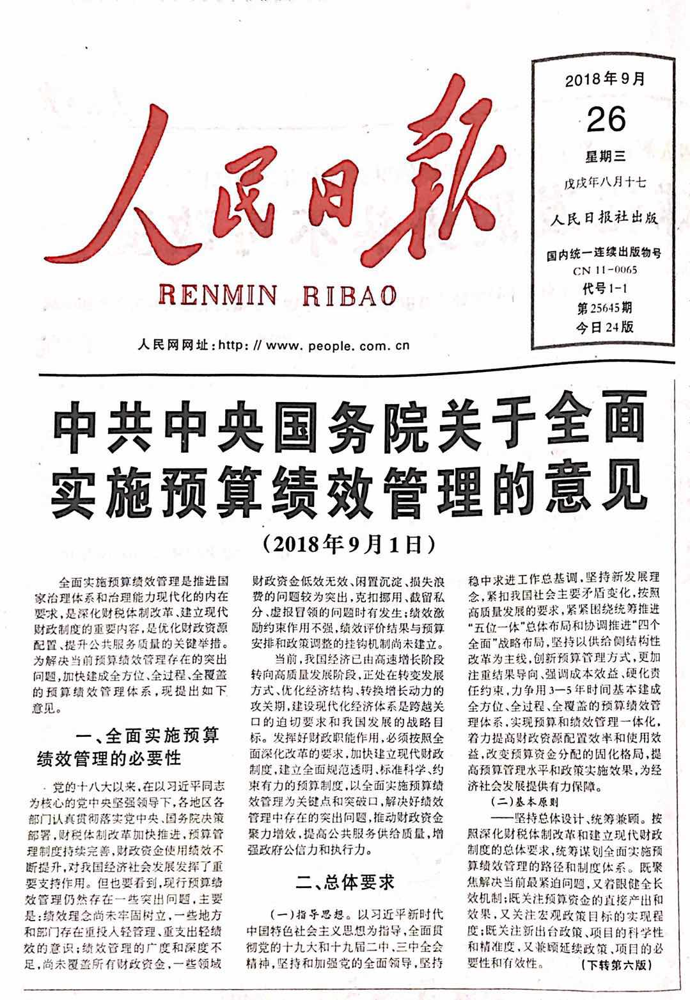 人民日报
RENMIN RIBAO
人民网网址:http://www.people.com.cn
2018年9月
26
星期三
戊戌年八月十七
人民日报社出版
国内统一连续出版物号
CN 11-0065
代号1-1
第25645期
今日24版
中共中央国务院关于全面
实施预算绩效管理的意见
(2018年9月1日)
全面实施预算绩效管理是推进国
家治理体系和治理能力现代化的内在
要求,是深化财税体制改革、建立现代
财政制度的重要内容,是优化财政资源
配置、提升公共服务质量的关键举措。
为解决当前预算绩效管理存在的突出
问题,加快建成全方位、全过程、全覆盖
的预算绩效管理体系,现提出如下
意见。
一、全面实施预算
绩效管理的必要性
党的十八大以来,在以习近平同志
为核心的党中央坚强领导下,各地区各
部门认真贯彻落实党中央、国务院决策
部署,财税体制改革加快推进,预算管
理制度持续完善,财政资金使用绩效不
断提升,对我国经济社会发展发挥了重
要支持作用。但也要看到,现行预算绩
效管理仍然存在一些突出问题,主要
是:绩效理念尚未牢固树立,一些地方
和部门存在重投入轻管理、重支出轻绩
效的意识;绩效管理的广度和深度不
足,尚未覆盖所有财政资金,一些领域
财政资金低效无效、闲置沉淀、损失浪
费的问题较为突出,克扣挪用、截留私
分、虚报冒领的问题时有发生;绩效激
励约束作用不强,绩效评价结果与预算
安排和政策调整的挂钩机制尚未建立。
当前,我国经济已由高速增长阶段
转向高质量发展阶段,正处在转变发展
方式、优化经济结构、转换增长动力的
攻关期,建设现代化经济体系是跨越关
口的迫切要求和我国发展的战略目
标。发挥好财政职能作用,必须按照全
面深化改革的要求,加快建立现代财政
制度,建立全面规范透明、标准科学、约
束有力的预算制度,以全面实施预算绩
效管理为关键点和突破口,解决好绩效
管理中存在的突出问题,推动财政资金
聚力增效,提高公共服务供给质量,增
强政府公信力和执行力。
二、总体要求
(一)指导思想。以习近平新时代
中国特色社会主义思想为指导,全面贯
彻党的十九大和十九届二中、三中全会
精神,坚持和加强党的全面领导,坚持
稳中求进工作总基调,坚持新发展理
念,紧扣我国社会主要矛盾变化,按照
高质量发展的要求,紧紧围绕统筹推进
“五位一体”总体布局和协调推进“四个
全面”战略布局,坚持以供给侧结构性
改革为主线,创新预算管理方式,更加
注重结果导向、强调成本效益、硬化责
任约束,力争用3—5年时间基本建成
全方位、全过程、全覆盖的预算绩效管
理体系,实现预算和绩效管理一体化,
着力提高财政资源配置效率和使用效
益,改变预算资金分配的固化格局,提
高预算管理水平和政策实施效果,为经
济社会发展提供有力保障。
(二)基本原则
——坚持总体设计、统筹兼顾。按
照深化财税体制改革和建立现代财政
制度的总体要求,统筹谋划全面实施预
算绩效管理的路径和制度体系。既聚
焦解决当前最紧迫问题,又着眼健全长
效机制;既关注预算资金的直接产出和
效果,又关注宏观政策目标的实现程
度;既关注新出台政策、项目的科学性
和精准度,又兼顾延续政策、项目的必
要性和有效性。 (下转第六版)